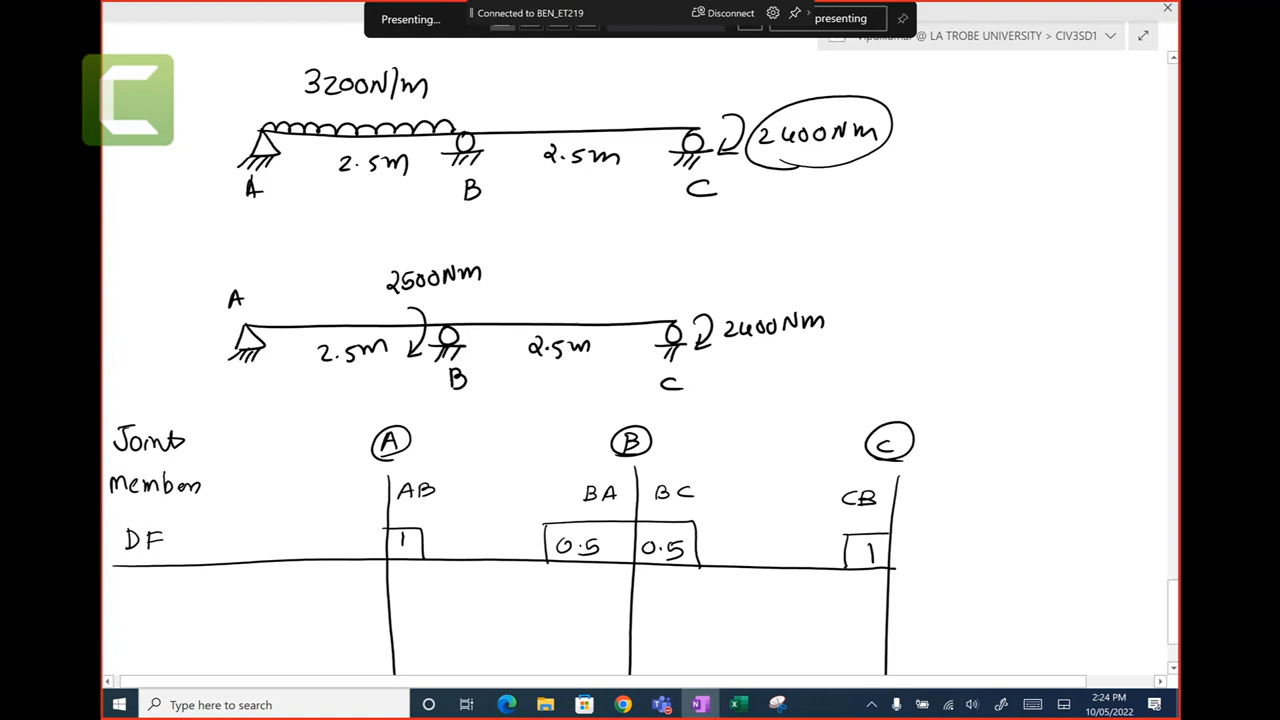 Presenting...
Connected to BEN_ET219
Disconnect
presenting
@ LA TROBE UNIVERSITY > CIV3SD1
3200N/m
2400Nm
2.5m
2.5m
A
B
C
2500Nm
A
2400Nm
2.5m
2.5m
B
C
Joint
A
B
C
member
AB
BA
BC
CB
DF
1
0.5
0.5
1
Type here to search
2:24 PM
10/05/2022